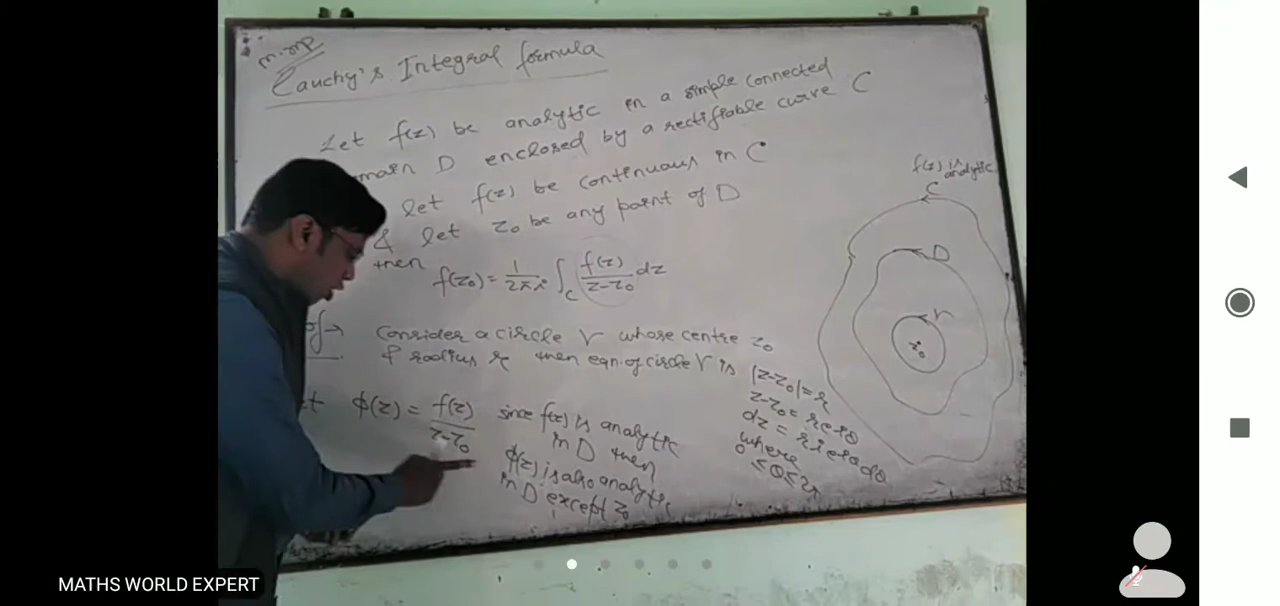 Cauchy's Integral formula
Let f(z) be analytic in a simple connected
main D enclosed by a rectifiable curve C
let f(z) be continuous in C
& let z₀ be any point of D
then
f(z₀) = 1/2πi ∫_C f(z)/z-z₀ dz
Consider a circle γ whose centre z₀
& radius r then eqn. of circle γ is |z-z₀|=r
z-z₀ = re^iθ
dz = rie^iθ dθ
where
0≤θ≤2π
φ(z) = f(z)/z-z₀
since f(z) is analytic
in D then
φ(z) is also analytic
in D except z₀
f(z) is
analytic
C
D
γ
z₀
MATHS WORLD EXPERT